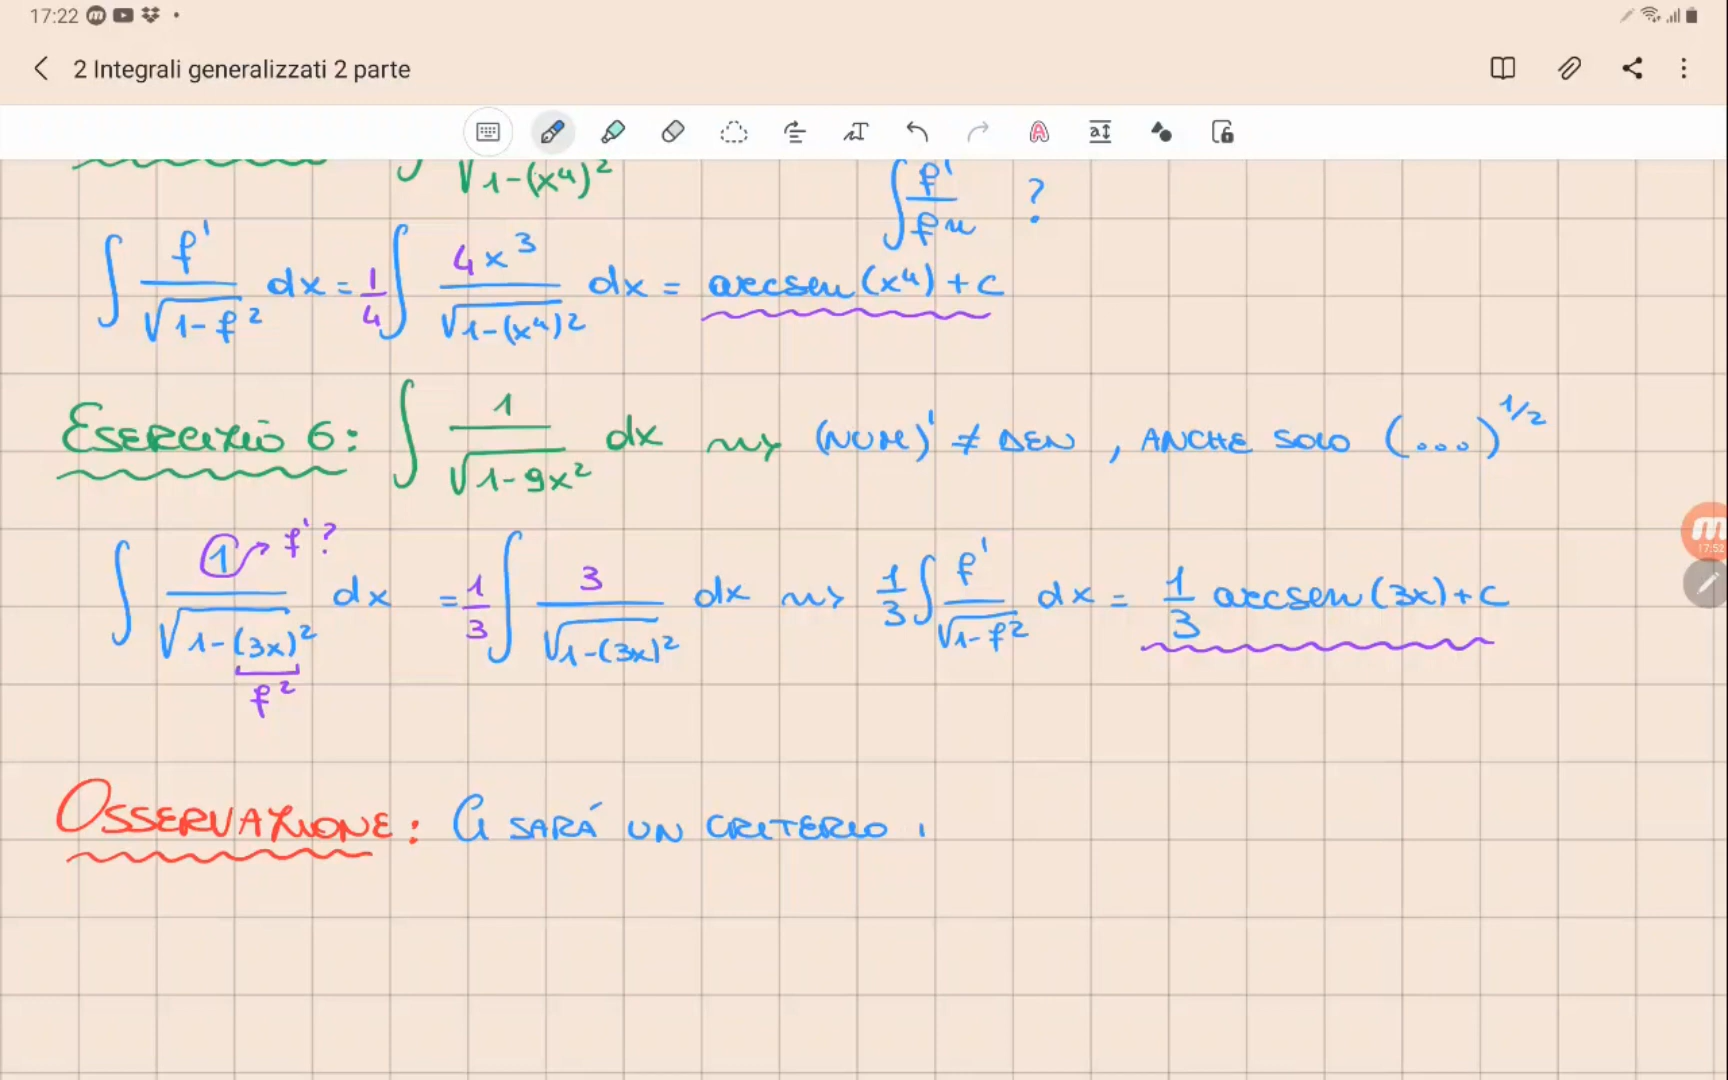 17:22
2 Integrali generalizzati 2 parte
√1-(x⁴)²
∫ f'/fⁿ ?
∫ f'/√1-f² dx = 1/4 ∫ 4x³/√1-(x⁴)² dx = arcsen(x⁴)+c
Esercizio 6: ∫ 1/√1-9x² dx ~> (NUM)' ≠ DEN , ANCHE SOLO (...)^1/2
∫ 1/√1-(3x)² dx = 1/3 ∫ 3/√1-(3x)² dx ~> 1/3 ∫ f'/√1-f² dx = 1/3 arcsen(3x)+c
→ f'?
f²
17:52
OSSERVAZIONE: CI SARÁ UN CRITERIO